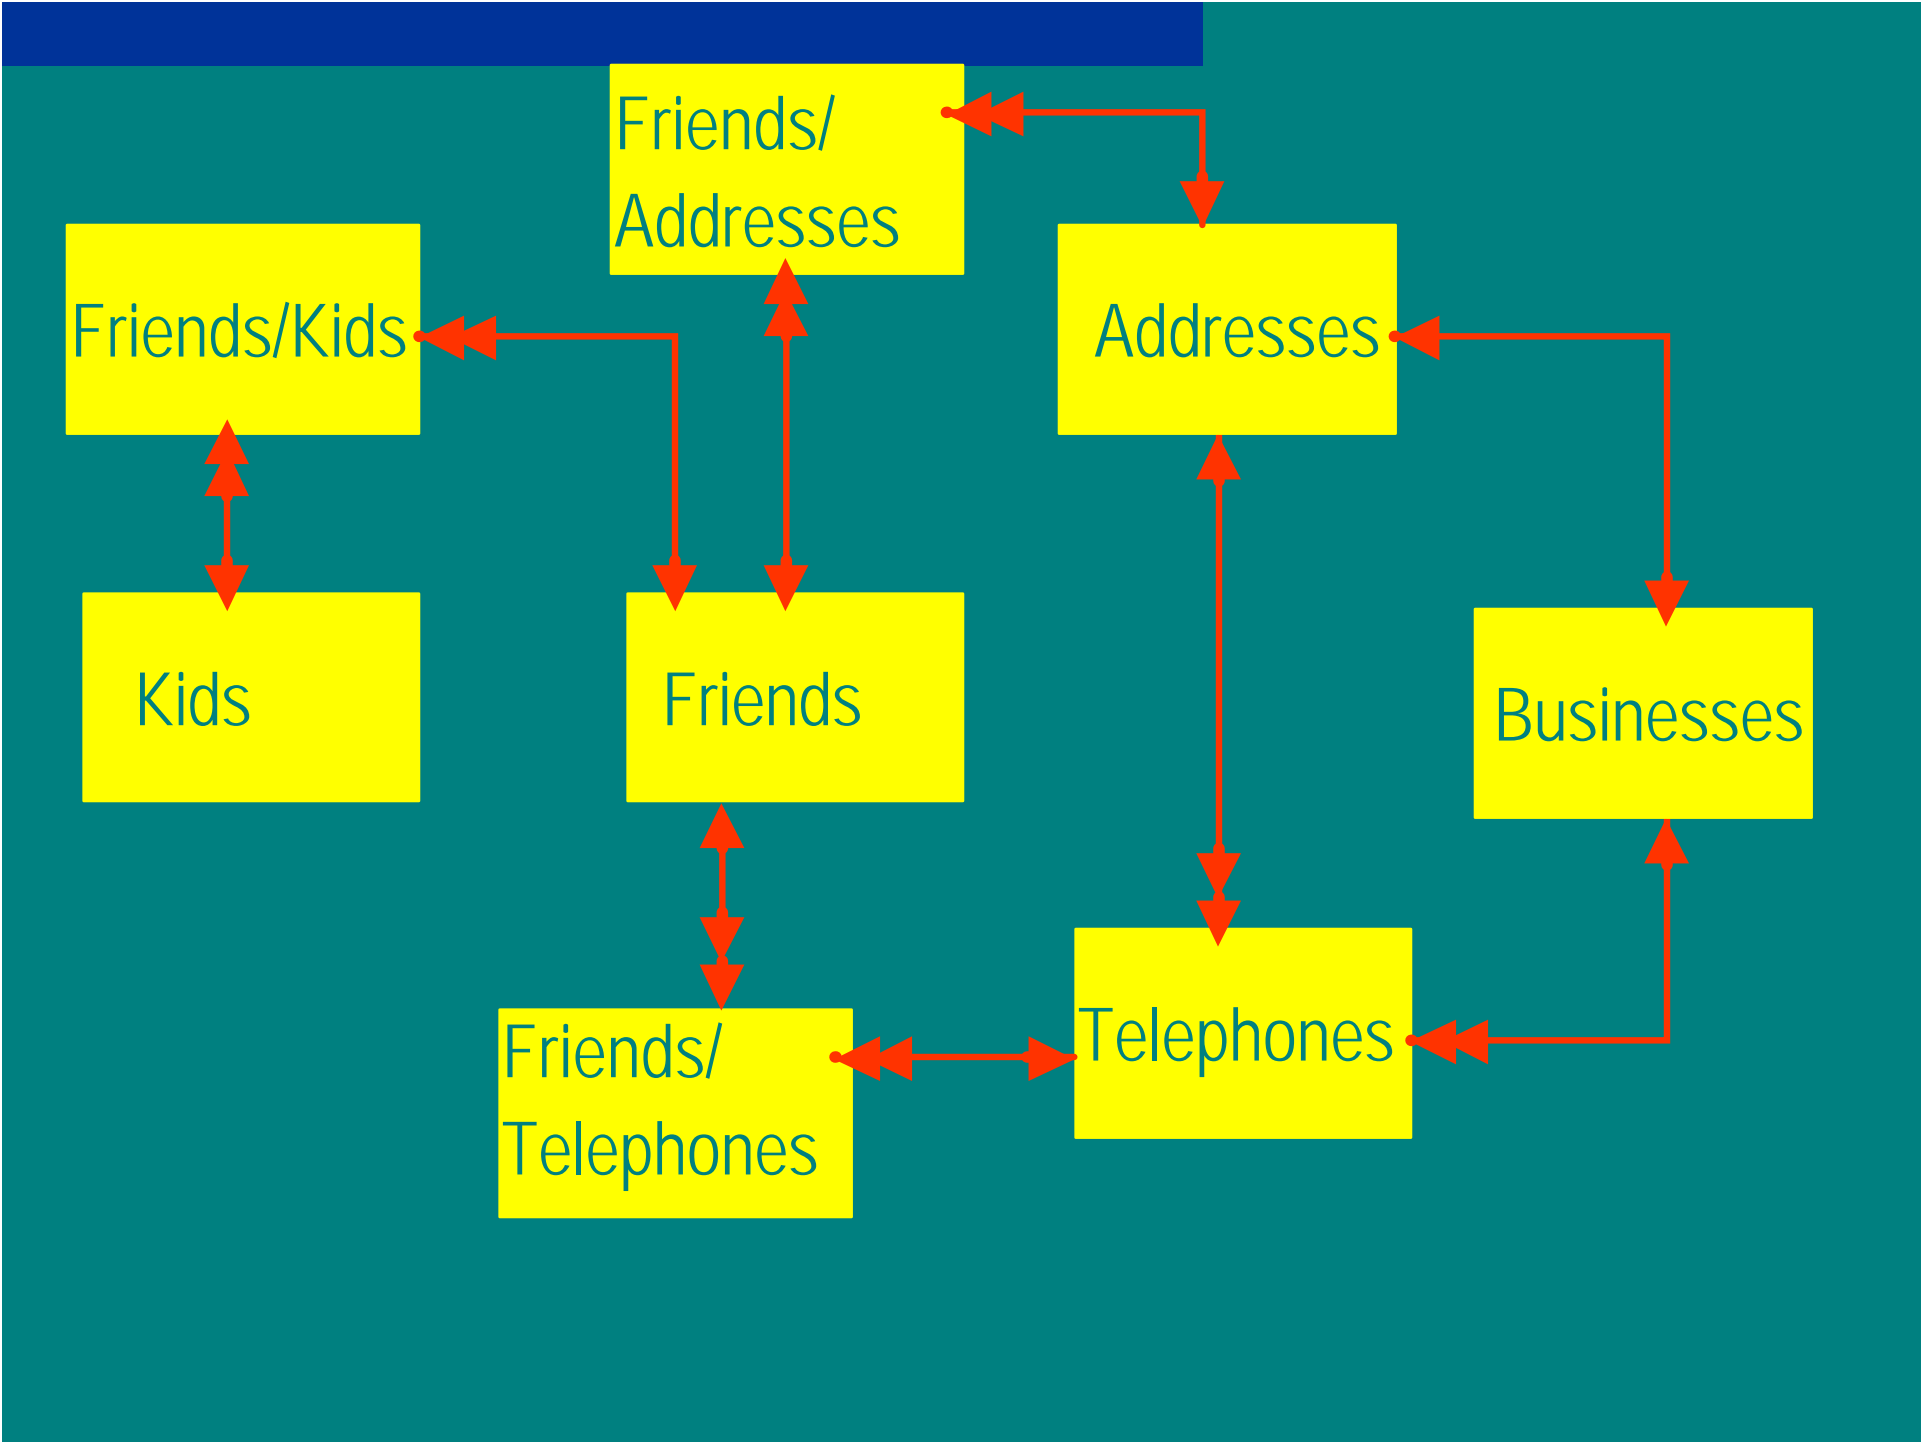 Friends/
Addresses
Friends/Kids
Addresses
Kids
Friends
Businesses
Friends/
Telephones
Telephones